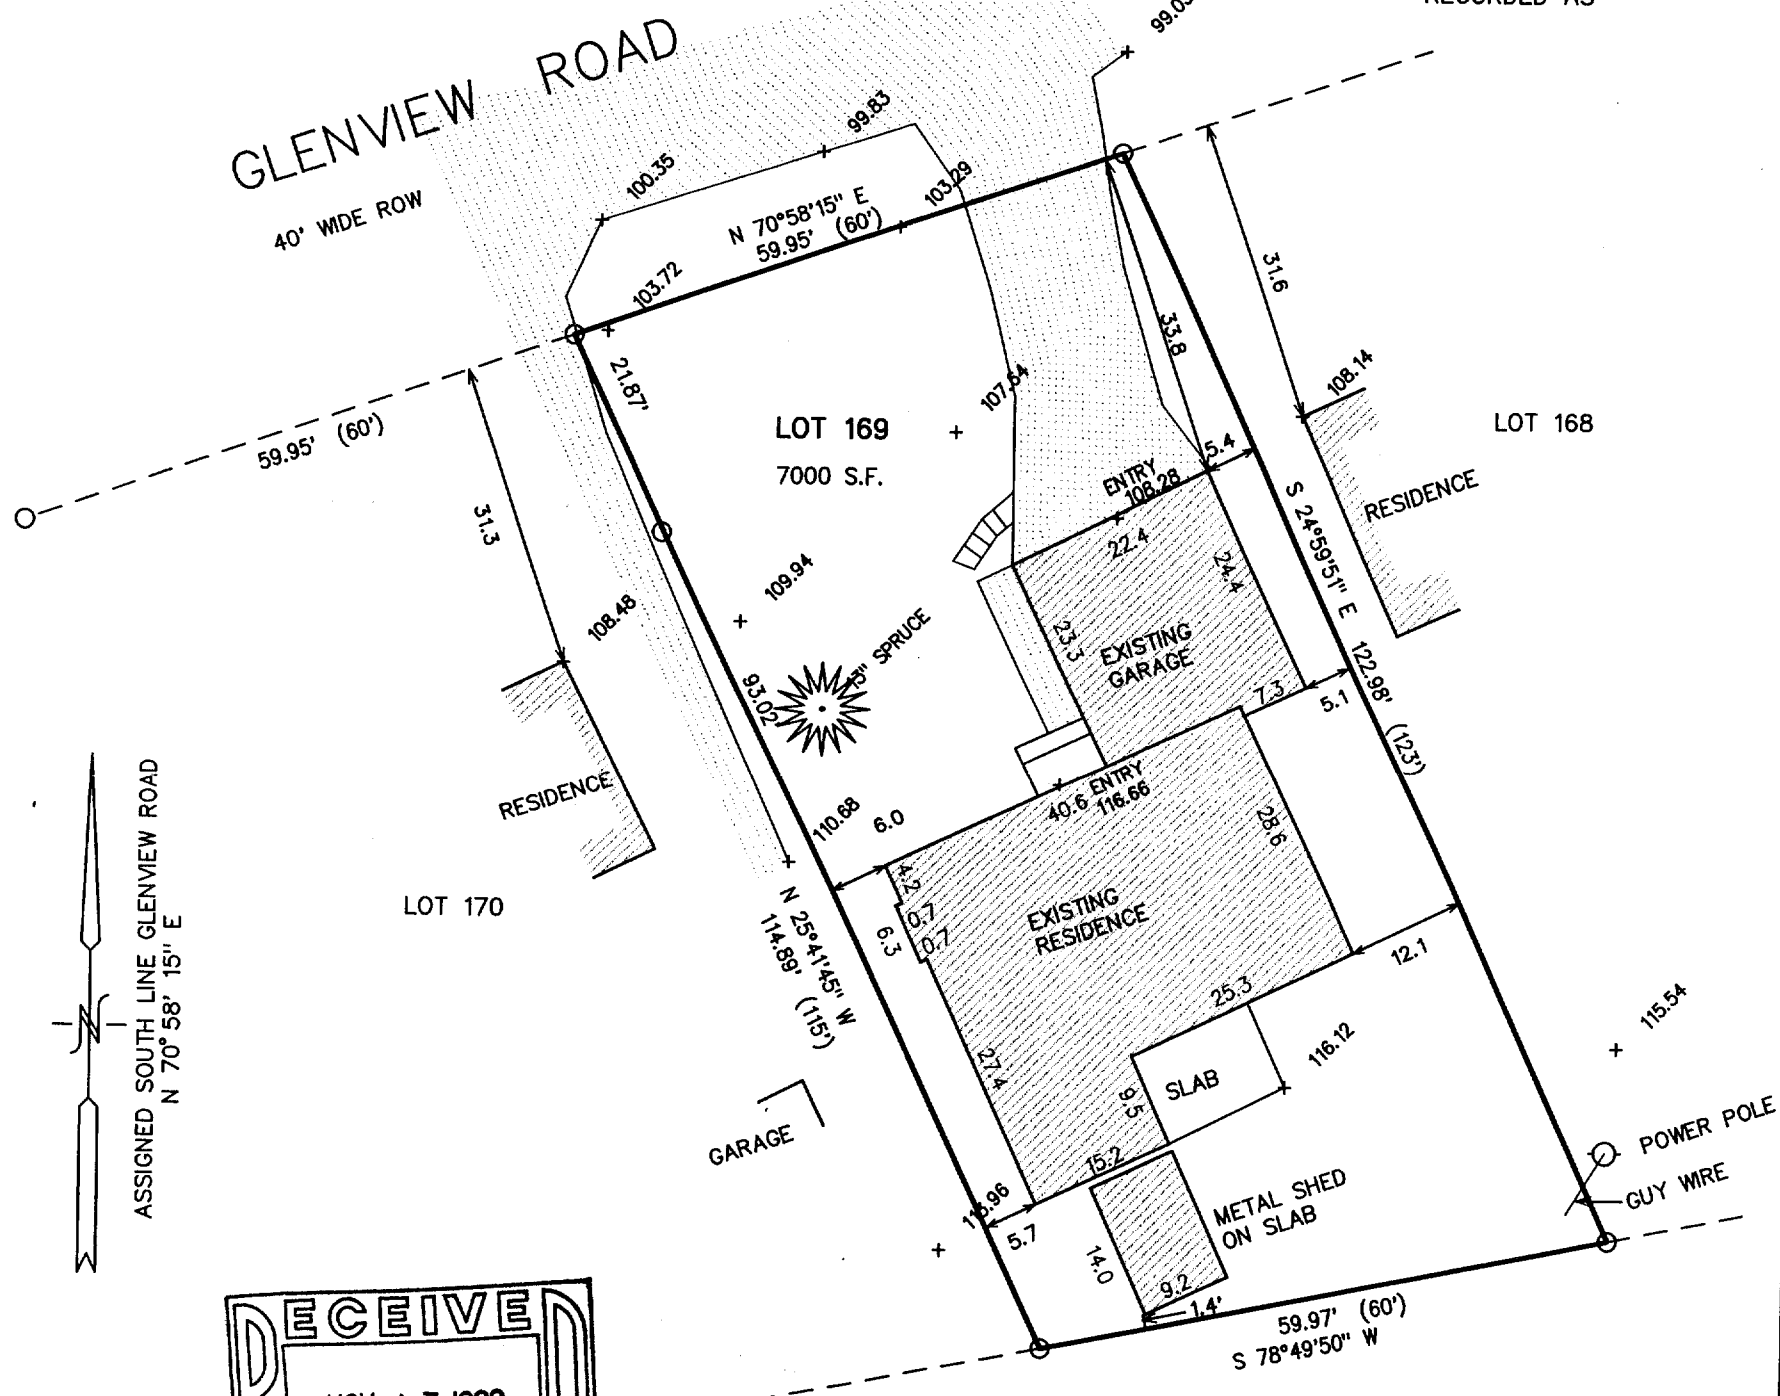 RECORDED AS
GLENVIEW ROAD
40' WIDE ROW
99.83
100.35
103.29
N 70°58'15" E
59.95' (60')
103.72
21.87'
31.6
33.8
107.64
108.14
LOT 169
7000 S.F.
LOT 168
RESIDENCE
59.95' (60')
31.3
5.4
ENTRY
108.28
22.4
24.4
S 24°59'51" E 122.98' (123')
109.94
108.48
13" SPRUCE
23.3
EXISTING
GARAGE
7.3
5.1
93.02
RESIDENCE
LOT 170
110.68
6.0
40.6 ENTRY
116.66
28.6
4.2
0.7
0.7
6.3
EXISTING
RESIDENCE
12.1
25.3
N 25°41'45" W
114.89' (115')
27.4
9.5
SLAB
116.12
115.54
GARAGE
15.2
5.7
METAL SHED
ON SLAB
14.0
9.2
1.4'
POWER POLE
GUY WIRE
59.97' (60')
S 78°49'50" W
N
ASSIGNED SOUTH LINE GLENVIEW ROAD
N 70° 58' 15" E
RECEIVED